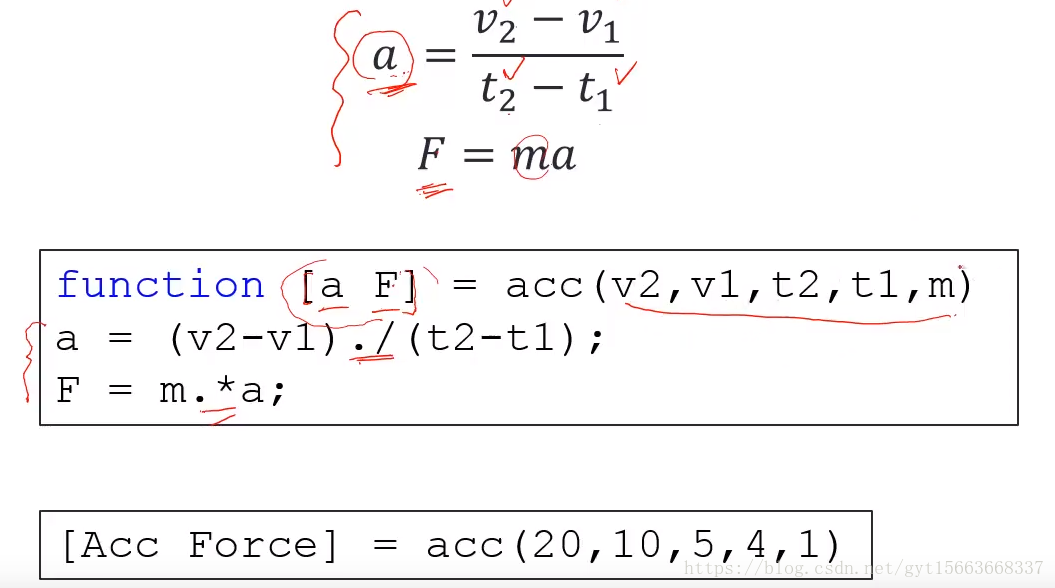 a = (v₂ − v₁) / (t₂ − t₁)
F = ma
function [a F] = acc(v2,v1,t2,t1,m)
a = (v2-v1)./(t2-t1);
F = m.*a;
[Acc Force] = acc(20,10,5,4,1)
https://blog.csdn.net/gyt15663668337